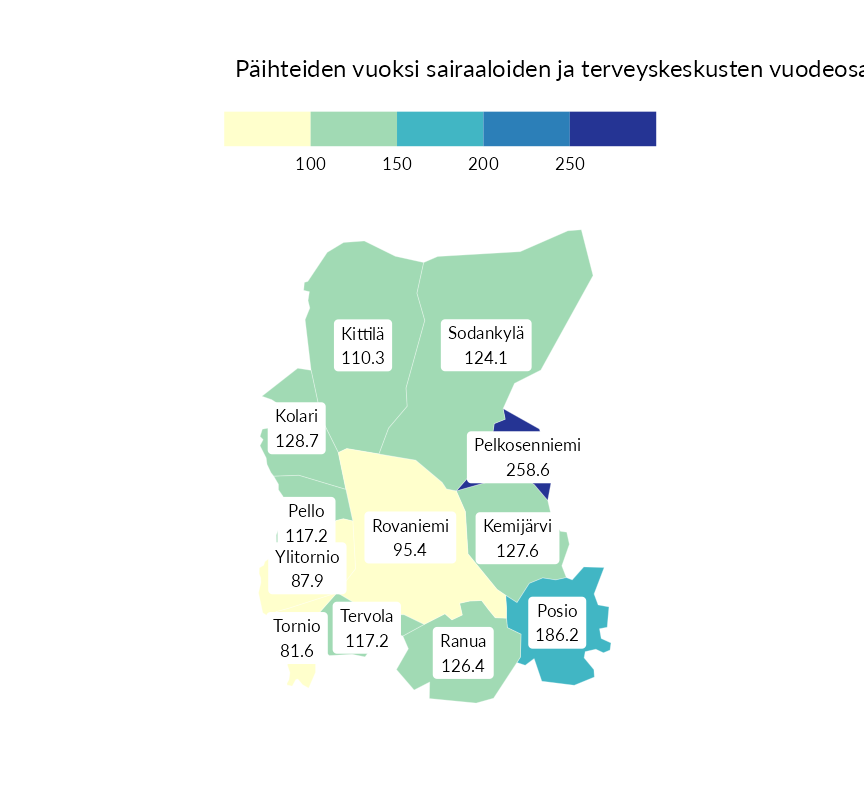 Päihteiden vuoksi sairaaloiden ja terveyskeskusten
100 150 200 250
Kittilä
110.3
Sodankylä
124.1
Kolari
128.7
Pelkosenniemi
258.6
Pello
117.2
Rovaniemi
95.4
Kemijärvi
127.6
Ylitornio
87.9
Tervola
117.2
Posio
186.2
Tornio
81.6
Ranua
126.4